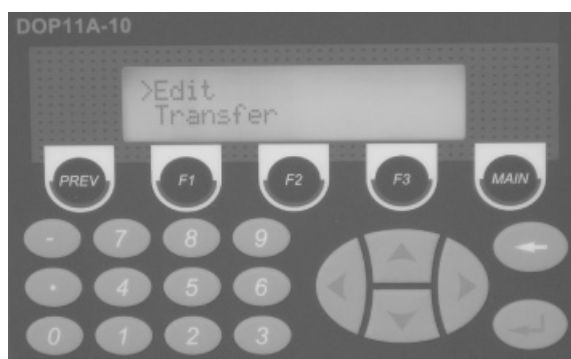 DOP11A-10
>Edit
Transfer
PREV F1 F2 F3 MAIN
- 7 8 9
. 4 5 6
0 1 2 3